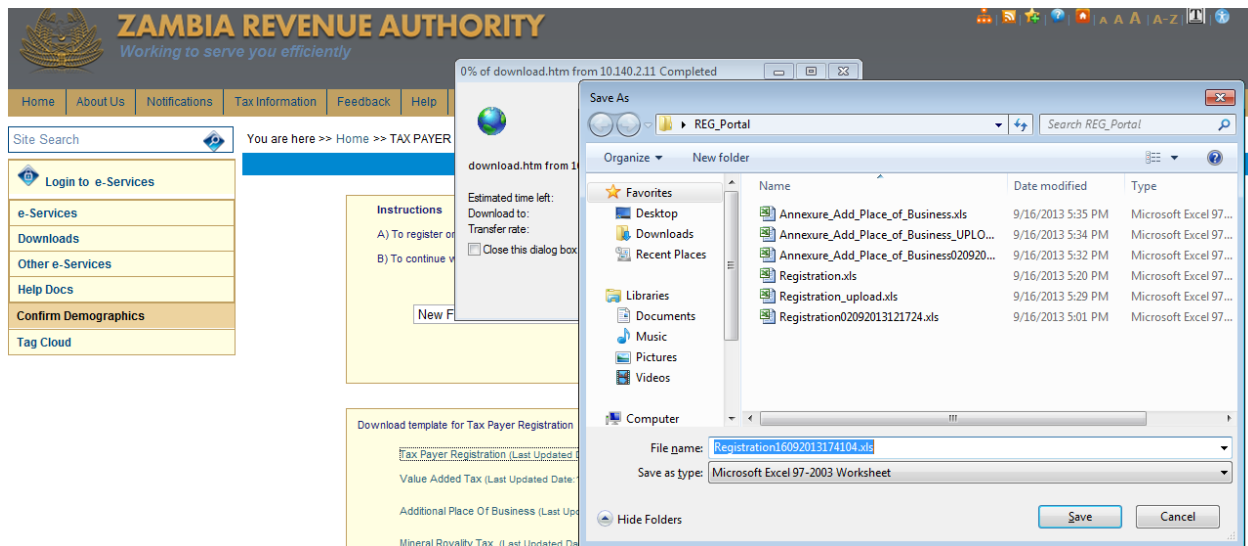 ZAMBIA REVENUE AUTHORITY
Working to serve you efficiently
A A A A-Z T
Home About Us Notifications Tax Information Feedback Help
Site Search
You are here >> Home >> TAX PAYER
Login to e-Services
e-Services
Downloads
Other e-Services
Help Docs
Confirm Demographics
Tag Cloud
Instructions
A) To register or
B) To continue
New
Download template for Tax Payer Registration
Tax Payer Registration (Last Updated
Value Added Tax (Last Updated Date:
Additional Place Of Business (Last
Mineral Royality Tax (Last Updated
0% of download.htm from 10.140.2.11 Completed
download.htm from
Estimated time left:
Download to:
Transfer rate:
Close this dialog box
Save As
REG_Portal
Search REG_Portal
Organize New folder
Favorites
Desktop
Downloads
Recent Places
Libraries
Documents
Music
Pictures
Videos
Computer
Name Date modified Type
Annexure_Add_Place_of_Business.xls 9/16/2013 5:35 PM Microsoft Excel 97...
Annexure_Add_Place_of_Business_UPLO... 9/16/2013 5:34 PM Microsoft Excel 97...
Annexure_Add_Place_of_Business020920... 9/16/2013 5:32 PM Microsoft Excel 97...
Registration.xls 9/16/2013 5:20 PM Microsoft Excel 97...
Registration_upload.xls 9/16/2013 5:29 PM Microsoft Excel 97...
Registration02092013121724.xls 9/16/2013 5:01 PM Microsoft Excel 97...
File name: Registration16092013174104.xls
Save as type: Microsoft Excel 97-2003 Worksheet
Hide Folders
Save Cancel